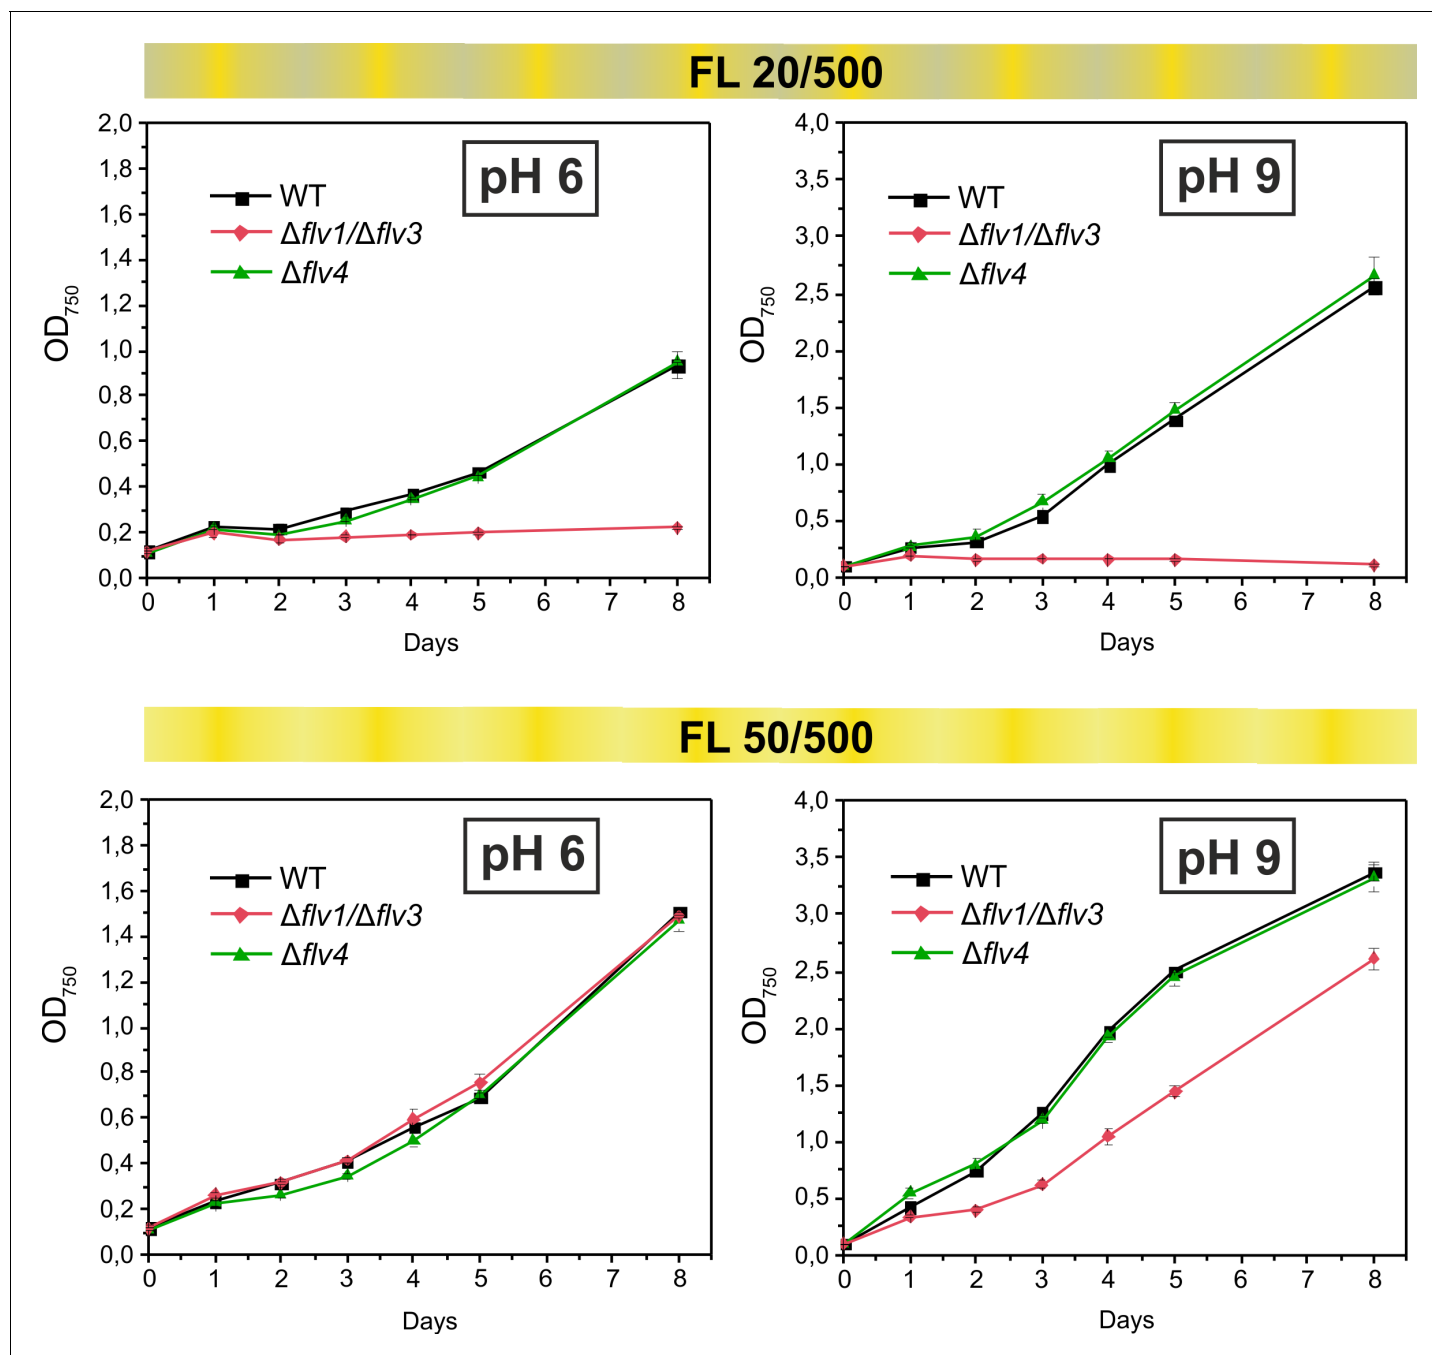 FL 20/500
pH 6
WT
Δflv1/Δflv3
Δflv4
OD750
2,0
1,8
1,6
1,4
1,2
1,0
0,8
0,6
0,4
0,2
0,0
0 1 2 3 4 5 6 7 8
Days
pH 9
WT
Δflv1/Δflv3
Δflv4
OD750
4,0
3,5
3,0
2,5
2,0
1,5
1,0
0,5
0,0
0 1 2 3 4 5 6 7 8
Days
FL 50/500
pH 6
WT
Δflv1/Δflv3
Δflv4
OD750
2,0
1,8
1,6
1,4
1,2
1,0
0,8
0,6
0,4
0,2
0,0
0 1 2 3 4 5 6 7 8
Days
pH 9
WT
Δflv1/Δflv3
Δflv4
OD750
4,0
3,5
3,0
2,5
2,0
1,5
1,0
0,5
0,0
0 1 2 3 4 5 6 7 8
Days